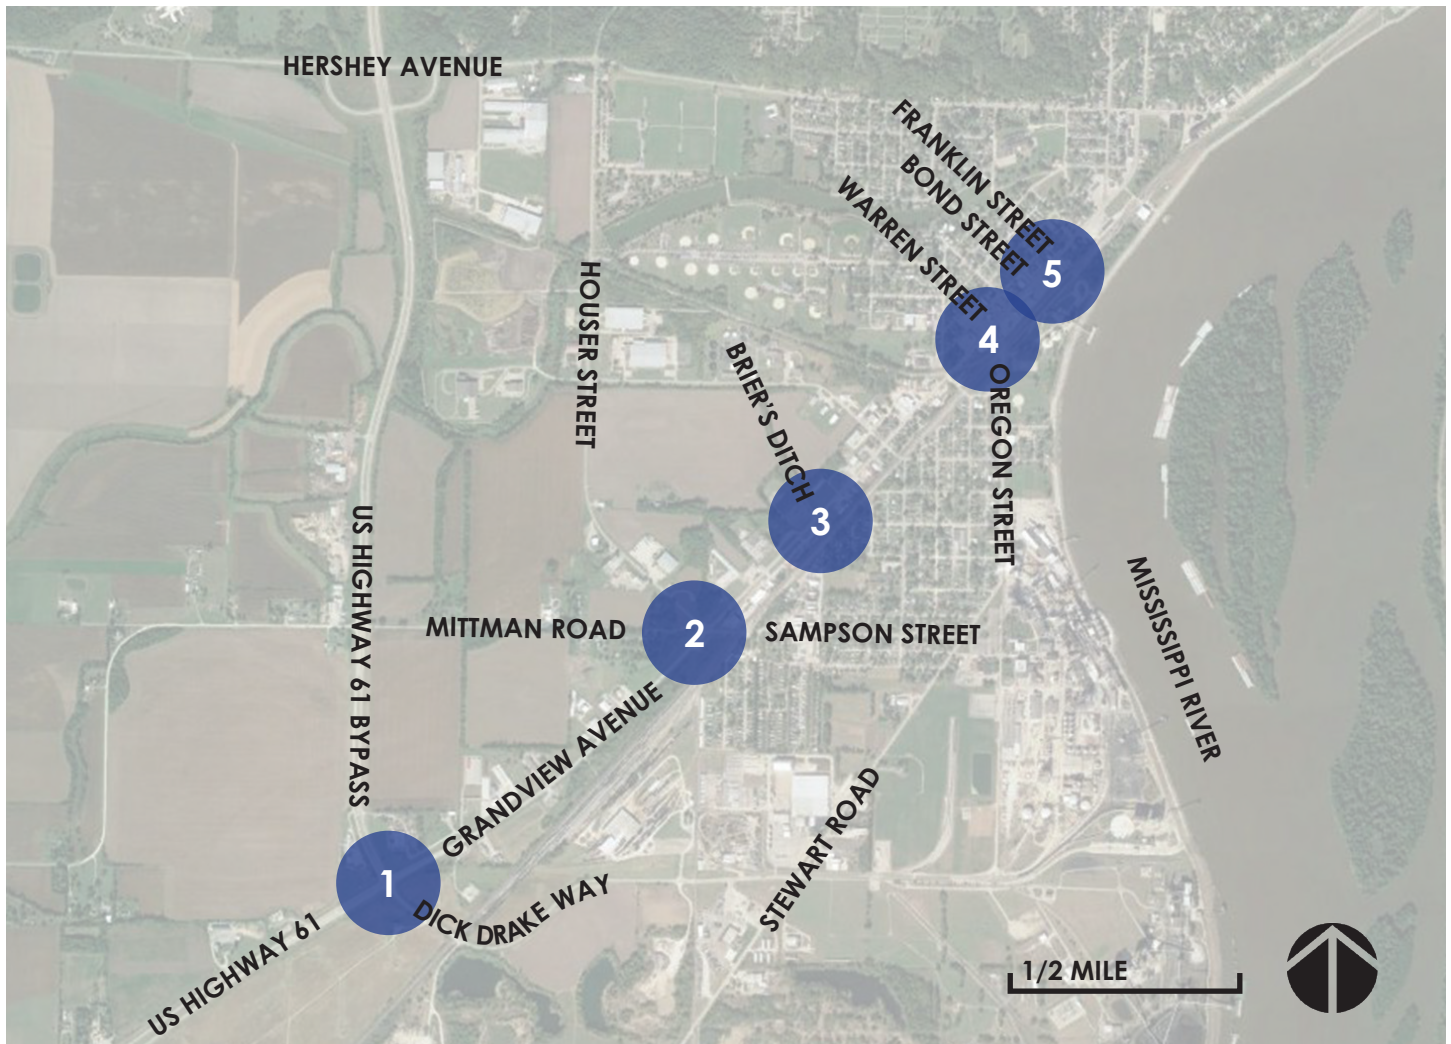 HERSHEY AVENUE
FRANKLIN STREET
BOND STREET
WARREN STREET
5
4
HOUSER STREET
BRIER'S DITCH
OREGON STREET
3
US HIGHWAY 61 BYPASS
MITTMAN ROAD
2
SAMPSON STREET
MISSISSIPPI RIVER
GRANDVIEW AVENUE
STEWART ROAD
1
DICK DRAKE WAY
US HIGHWAY 61
1/2 MILE